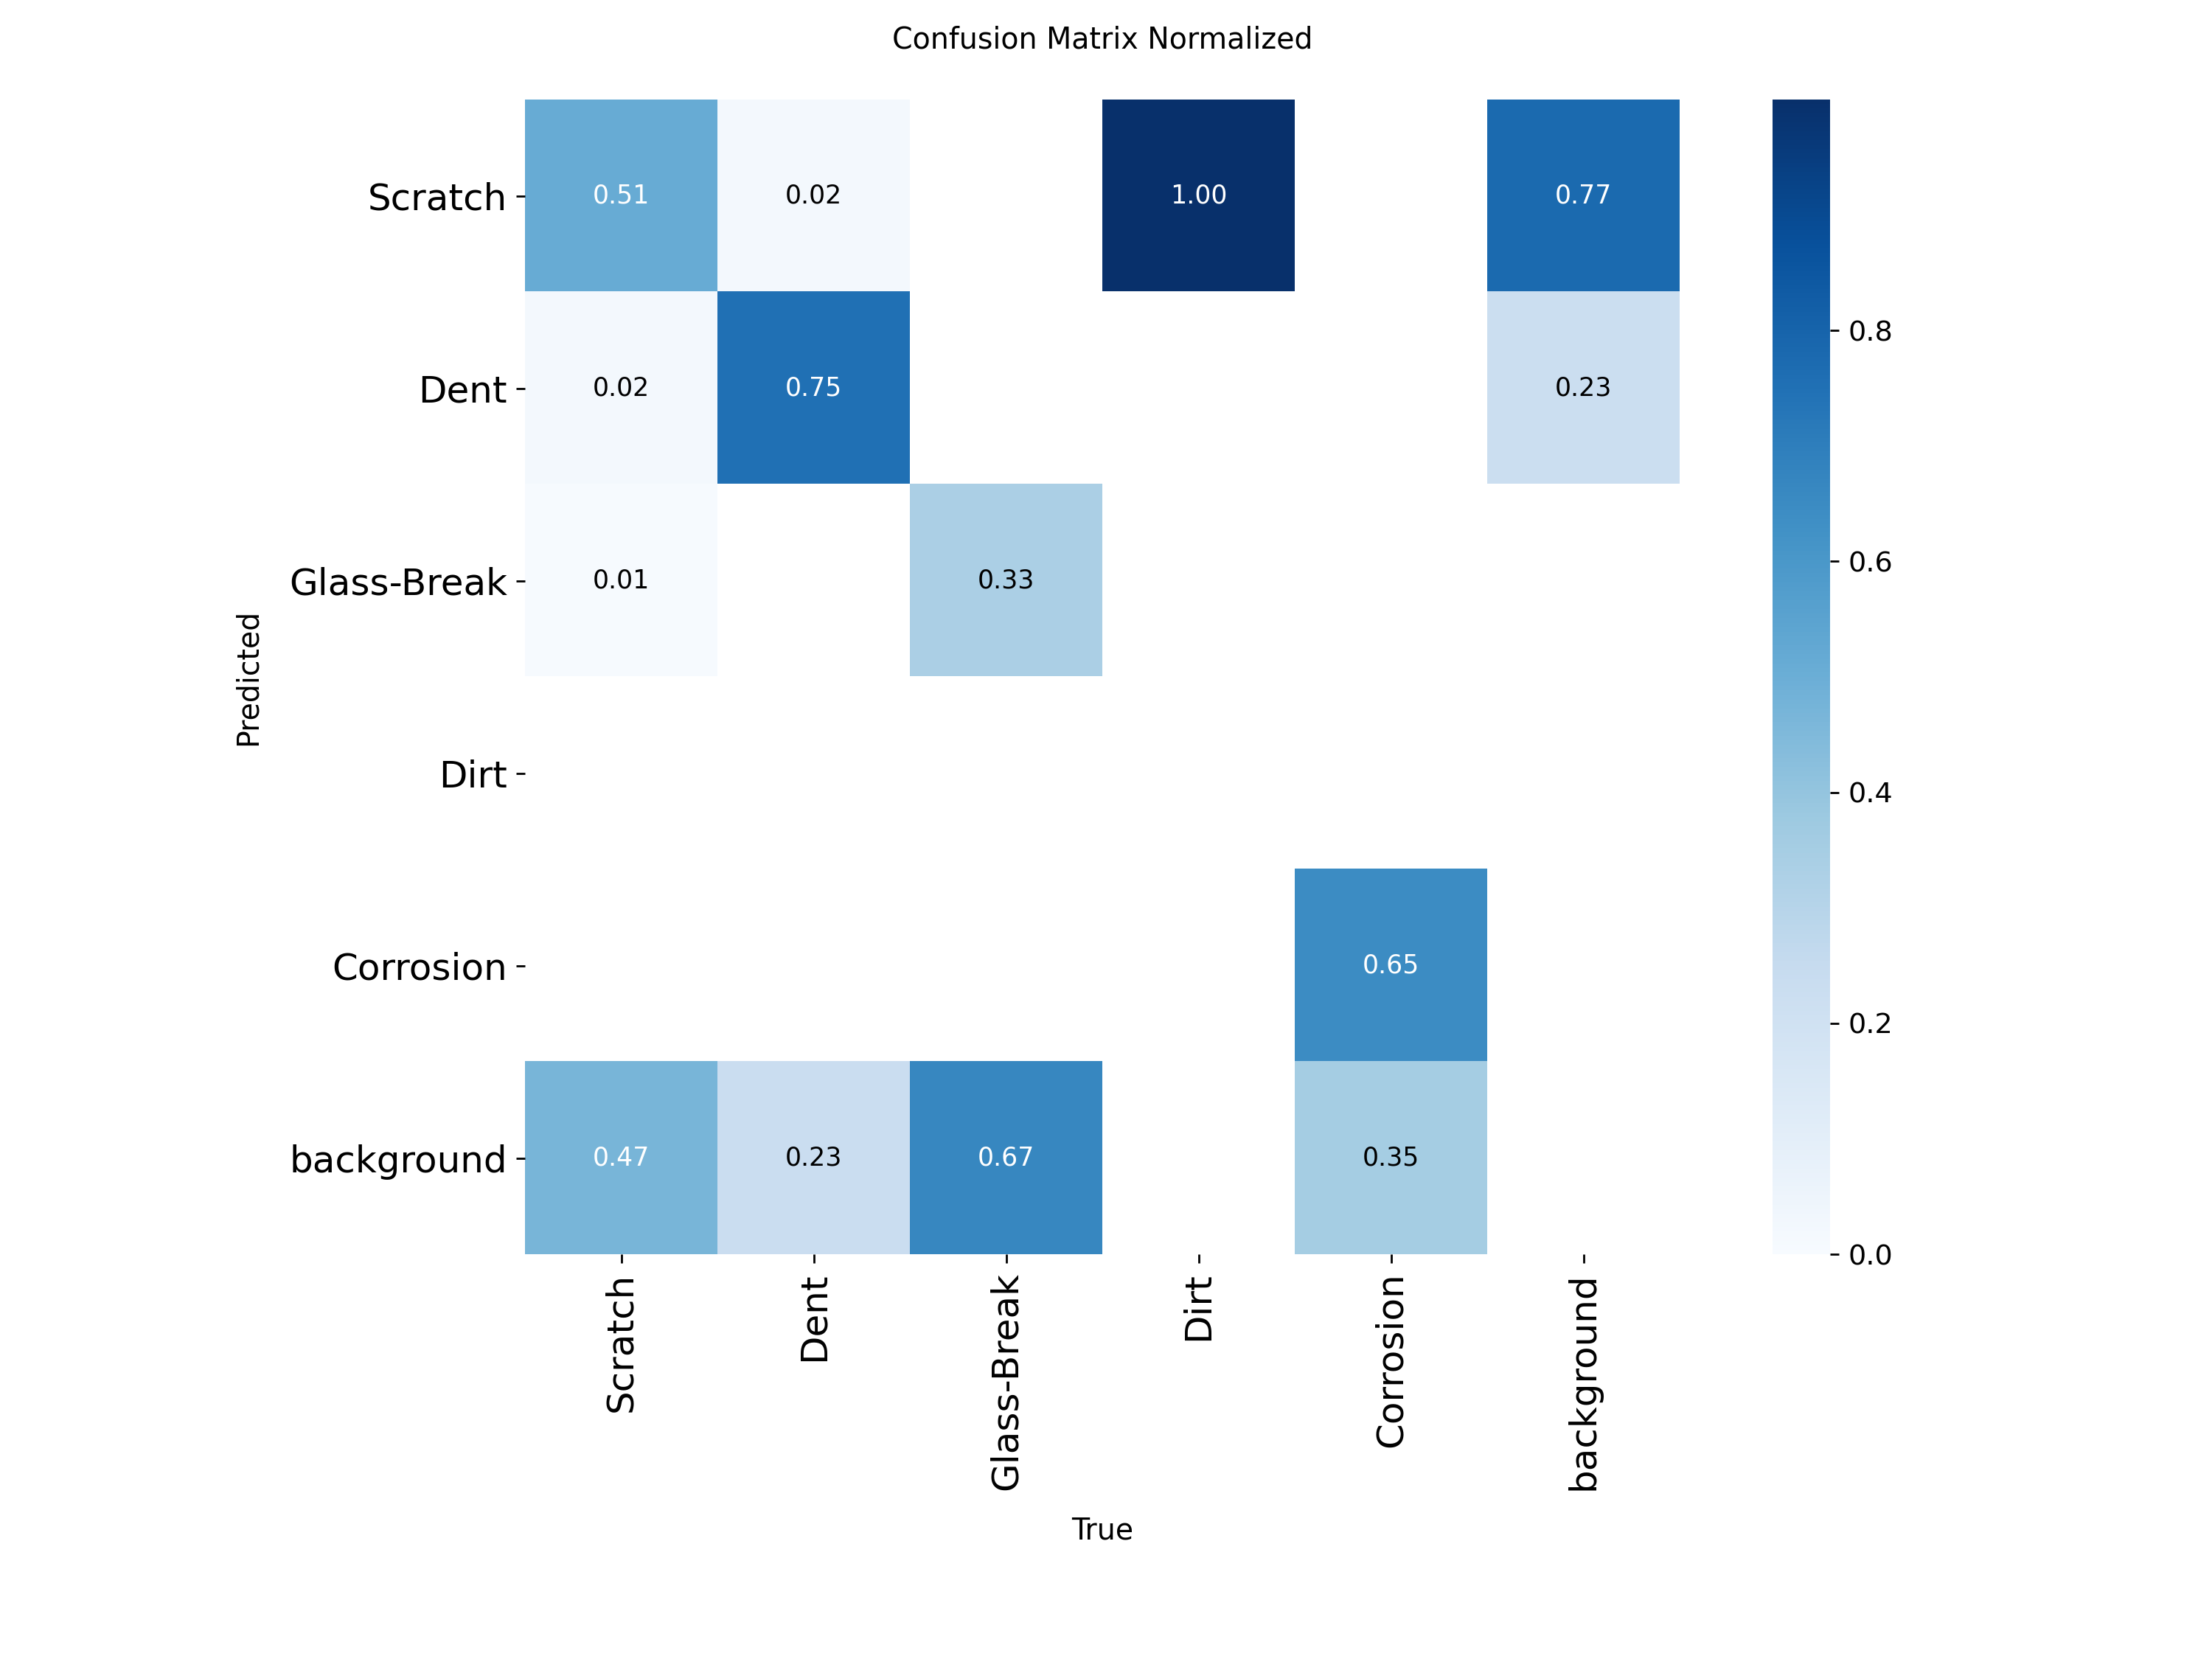 Confusion Matrix Normalized
Scratch
0.51
0.02
1.00
0.77
Dent
0.02
0.75
0.23
Glass-Break
0.01
0.33
Dirt
Corrosion
0.65
background
0.47
0.23
0.67
0.35
Predicted
Scratch
Dent
Glass-Break
Dirt
Corrosion
background
True
0.8
0.6
0.4
0.2
0.0